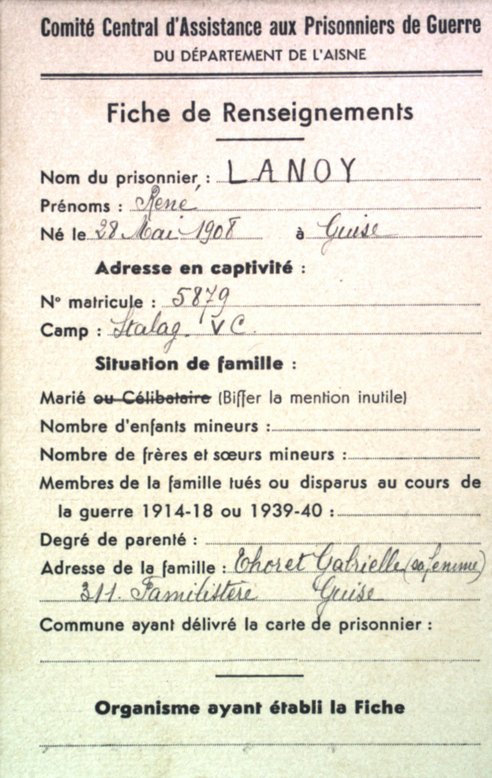 Comité Central d'Assistance aux Prisonniers de Guerre
DU DÉPARTEMENT DE L'AISNE
Fiche de Renseignements
Nom du prisonnier : LANOY
Prénoms : René
Né le 28 Mai 1908 à Guise
Adresse en captivité :
N° matricule : 5879
Camp : Stalag V C.
Situation de famille :
Marié ou Célibataire (Biffer la mention inutile)
Nombre d'enfants mineurs :
Nombre de frères et sœurs mineurs :
Membres de la famille tués ou disparus au cours de
la guerre 1914-18 ou 1939-40 :
Degré de parenté :
Adresse de la famille : Thoret Gabrielle (sa femme)
311. Familistère Guise
Commune ayant délivré la carte de prisonnier :
Organisme ayant établi la Fiche